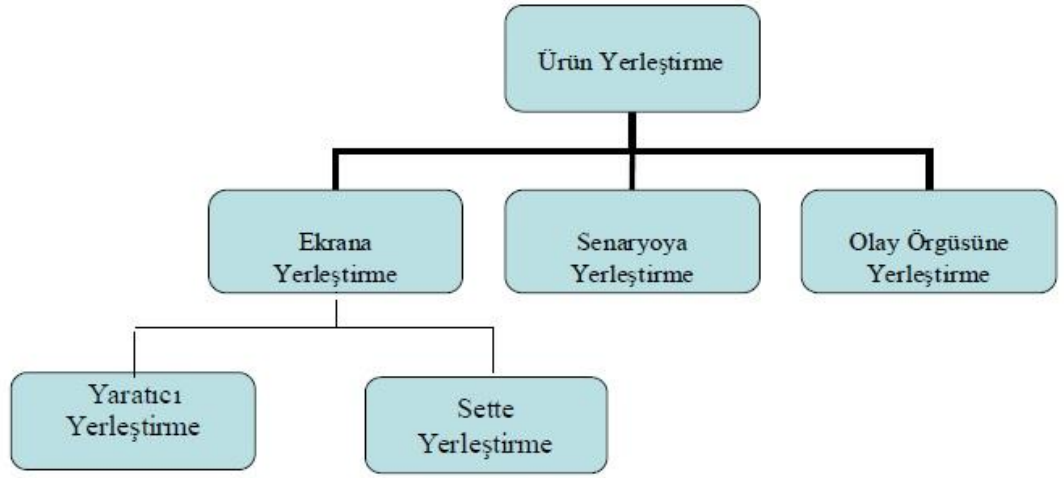 Ürün Yerleştirme
Ekrana
Yerleştirme
Senaryoya
Yerleştirme
Olay Örgüsüne
Yerleştirme
Yaratıcı
Yerleştirme
Sette
Yerleştirme